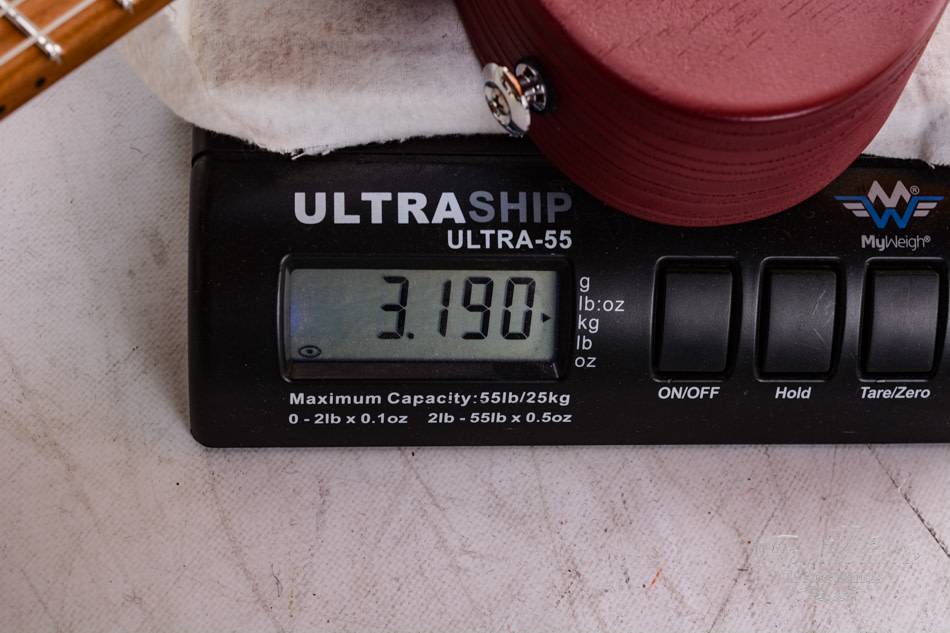 ULTRASHIP
ULTRA-55
MyWeigh®
3.190
g
lb:oz
kg
lb
oz
ON/OFF
Hold
Tare/Zero
Maximum Capacity:55lb/25kg
0 - 2lb x 0.1oz 2lb - 55lb x 0.5oz